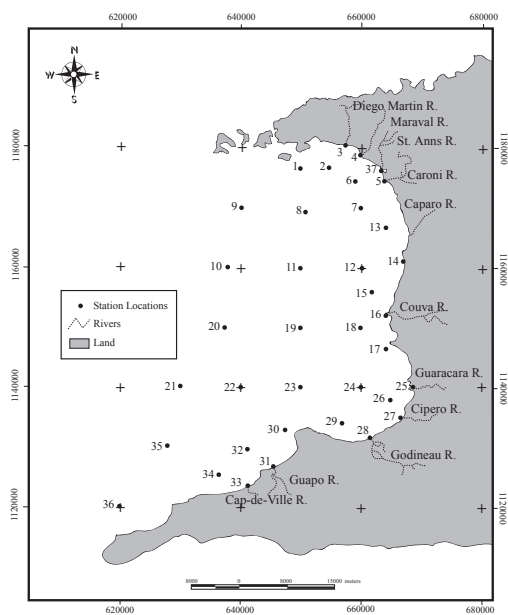 620000 640000 660000 680000
N
W E
S
Diego Martin R.
Maraval R.
St. Anns R.
Caroni R.
Caparo R.
Couva R.
Guaracara R.
Cipero R.
Godineau R.
Guapo R.
Cap-de-Ville R.
1180000 1180000
1160000 1160000
1140000 1140000
1120000 1120000
3
4
37
1 2
6 5
9 8 7
13
14
10 11 12
15
16
20 19 18
17
21 22 23 24 25
26
27
29
28
30
35 32
31
34
33
36
Station Locations
Rivers
Land
8000 0 8000 15000 meters
620000 640000 660000 680000